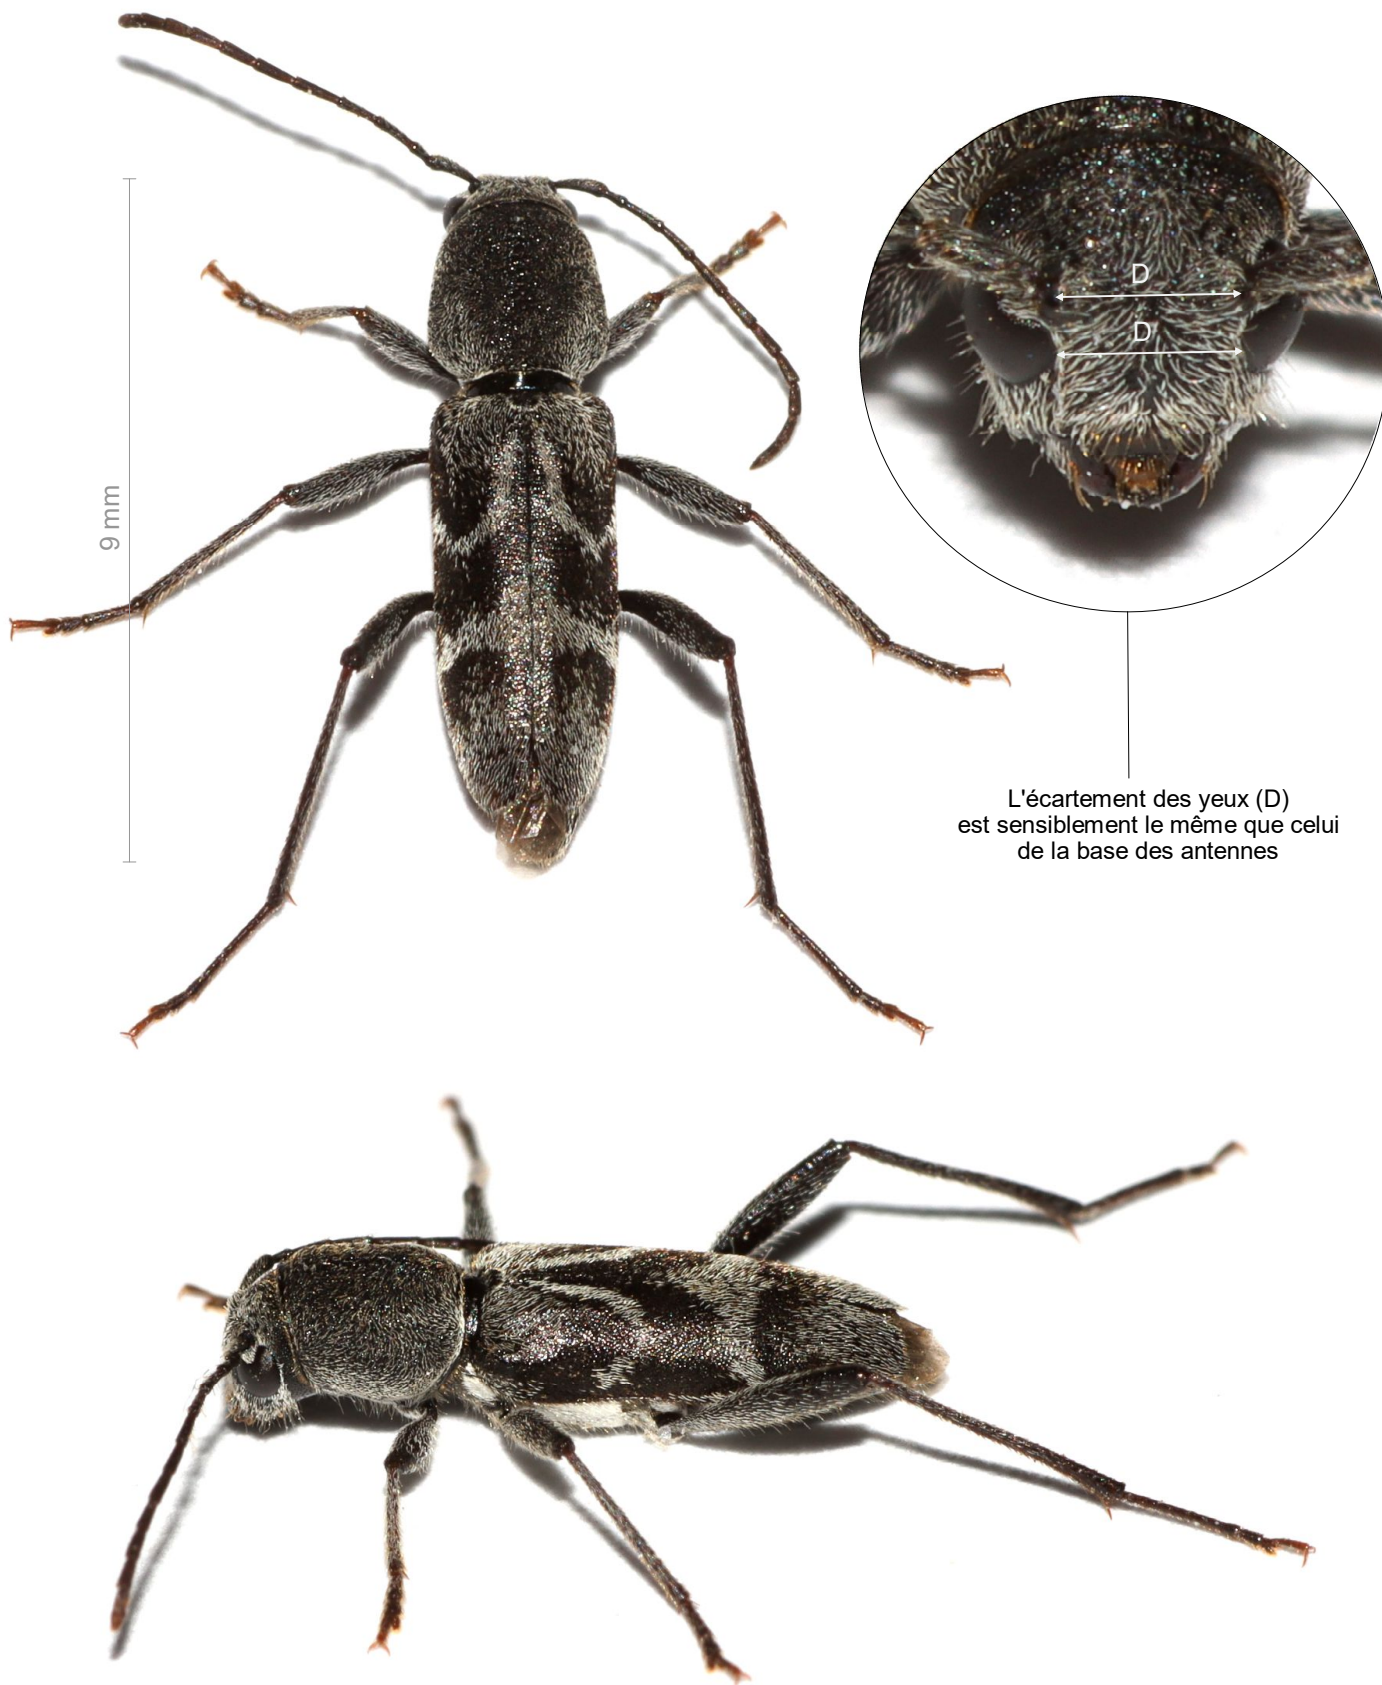 9 mm
D
D
L'écartement des yeux (D)
est sensiblement le même que celui
de la base des antennes